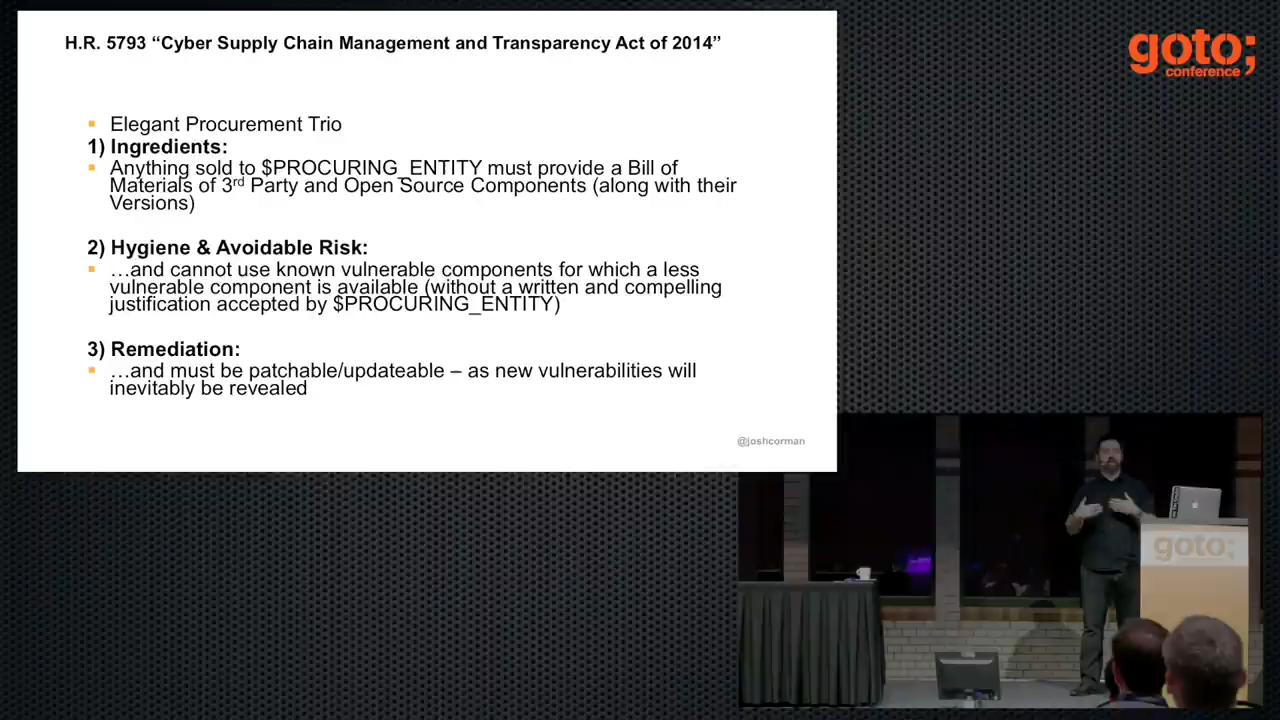 H.R. 5793 “Cyber Supply Chain Management and Transparency Act of 2014”
goto;
conference
Elegant Procurement Trio
1) Ingredients:
Anything sold to $PROCURING_ENTITY must provide a Bill of
Materials of 3rd Party and Open Source Components (along with their
Versions)
2) Hygiene & Avoidable Risk:
…and cannot use known vulnerable components for which a less
vulnerable component is available (without a written and compelling
justification accepted by $PROCURING_ENTITY)
3) Remediation:
…and must be patchable/updateable – as new vulnerabilities will
inevitably be revealed
@joshcorman
goto;